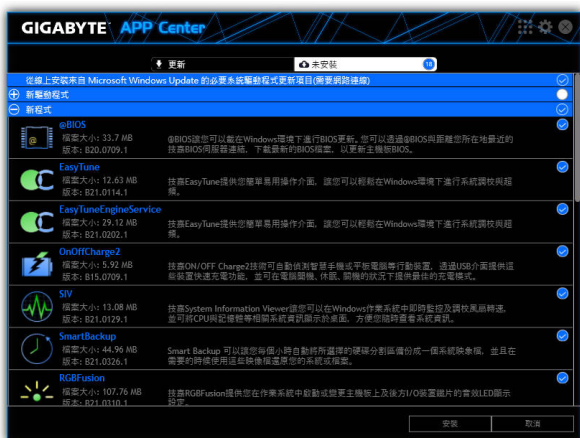 GIGABYTE APP Center
更新
未安裝 18
從線上安裝來自 Microsoft Windows Update 的必要系統驅動程式更新項目(需要網路連線)
新驅動程式
新程式
@BIOS
檔案大小: 33.7 MB
版本: B20.0709.1
@BIOS讓您可以能在Windows環境下進行BIOS更新。您可以透過@BIOS與距離您所在地最近的
技嘉BIOS伺服器連結，下載最新的BIOS檔案，以更新主機板BIOS。
EasyTune
檔案大小: 12.63 MB
版本: B21.0114.1
技嘉EasyTune提供您簡單易用操作介面，讓您可以輕鬆在Windows環境下進行系統調校與超
頻。
EasyTuneEngineService
檔案大小: 29.12 MB
版本: B21.0202.1
技嘉EasyTune提供您簡單易用操作介面，讓您可以輕鬆在Windows環境下進行系統調校與超
頻。
OnOffCharge2
檔案大小: 5.92 MB
版本: B15.0709.1
技嘉ON/OFF Charge2技術可自動偵測智慧手機或平板電腦等行動裝置，透過USB介面提供這
些裝置快速充電功能，並可在電腦開機、休眠、關機的狀況下提供最佳的充電模式。
SIV
檔案大小: 13.08 MB
版本: B21.0129.1
技嘉System Information Viewer讓您可以在Windows作業系統中即時監控及調校風扇轉速，
並可將CPU與記憶體等相關系統資訊顯示於桌面，方便您隨時查看系統資訊。
SmartBackup
檔案大小: 44.96 MB
版本: B21.0326.1
Smart Backup 可以讓您每個小時自動將所選擇的硬碟分割區備份成一個系統映象檔，並且在
需要的時候使用這些映像檔還原您的系統或檔案。
RGBFusion
檔案大小: 107.76 MB
版本: B21.0310.1
技嘉RGBFusion提供您在作業系統中啟動或變更主機板上及後方I/O裝置鐵片的音效LED顯示
設定。
安裝
取消